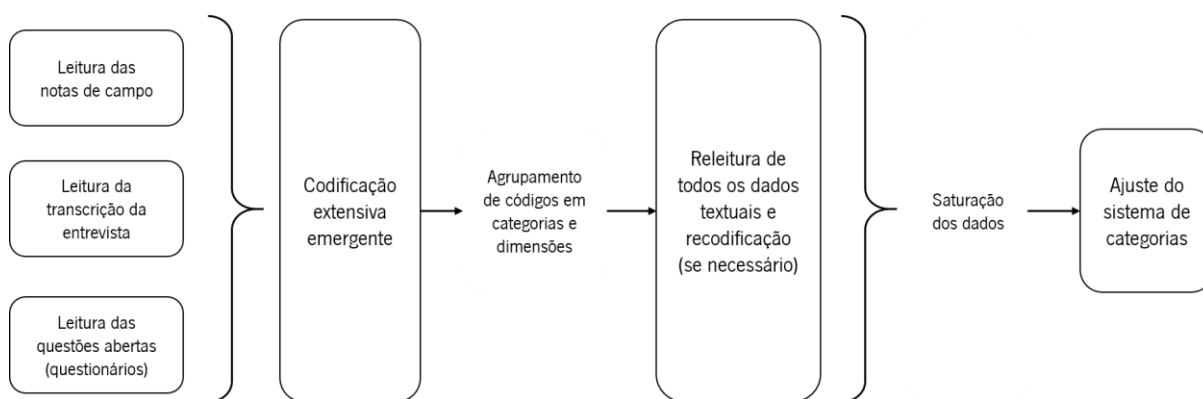 Leitura das
notas de campo
Leitura da
transcrição da
entrevista
Leitura das
questões abertas
(questionários)
Codificação
extensiva
emergente
Agrupamento
de códigos em
categorias e
dimensões
Releitura de
todos os dados
textuais e
recodificação
(se necessário)
Saturação
dos dados
Ajuste do
sistema de
categorias